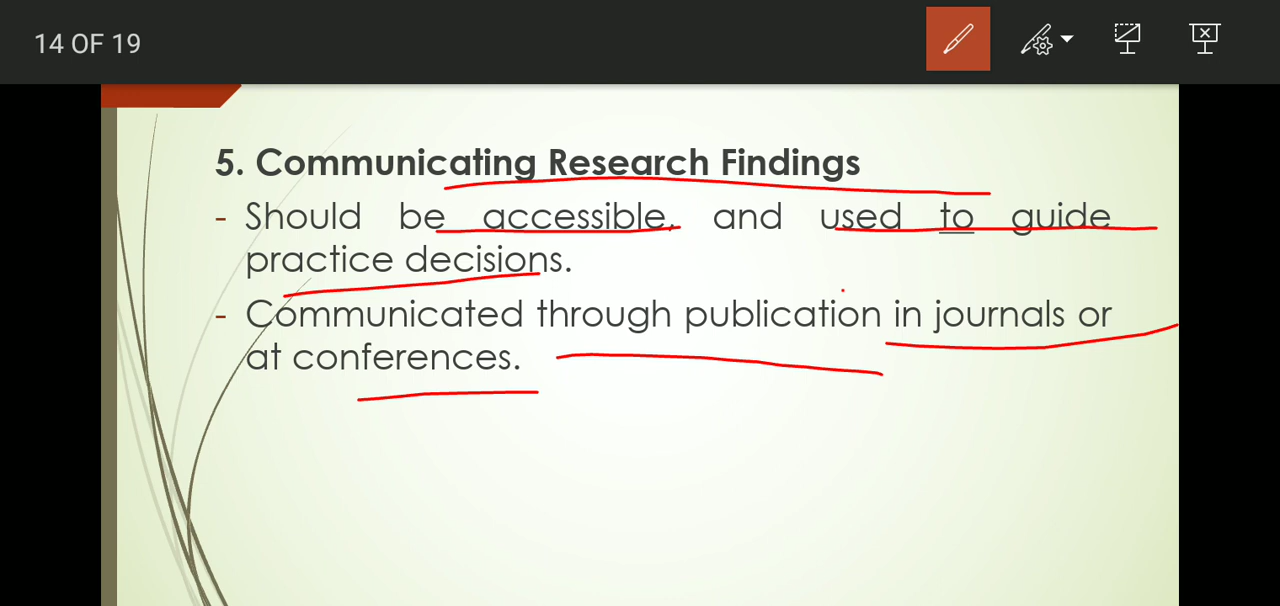 14 OF 19
5. Communicating Research Findings
- Should be accessible, and used to guide
practice decisions.
- Communicated through publication in journals or
at conferences.